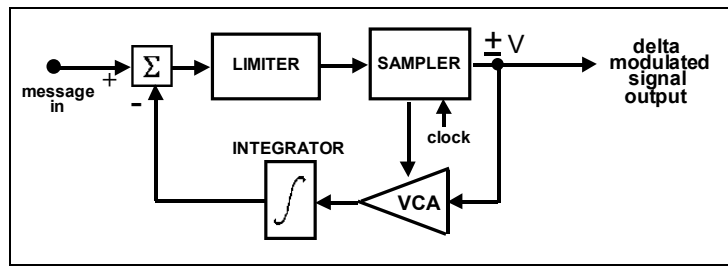 message
in
+
-
Σ
LIMITER
SAMPLER
clock
± V
delta
modulated
signal
output
INTEGRATOR
∫
VCA